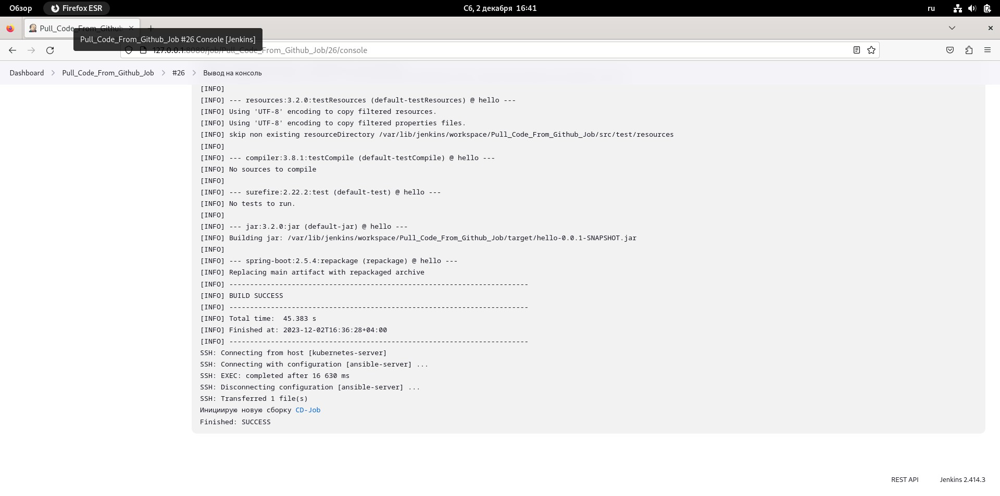 Обзор Firefox ESR Сб, 2 декабря 16:41 ru
Pull_Code_From_Github
Pull_Code_From_Github_Job #26 Console [Jenkins]
127.0.0.1:8080/job/Pull_Code_From_Github_Job/26/console
Dashboard Pull_Code_From_Github_Job #26 Вывод на консоль
[INFO]
[INFO] --- resources:3.2.0:testResources (default-testResources) @ hello ---
[INFO] Using 'UTF-8' encoding to copy filtered resources.
[INFO] Using 'UTF-8' encoding to copy filtered properties files.
[INFO] skip non existing resourceDirectory /var/lib/jenkins/workspace/Pull_Code_From_Github_Job/src/test/resources
[INFO]
[INFO] --- compiler:3.8.1:testCompile (default-testCompile) @ hello ---
[INFO] No sources to compile
[INFO]
[INFO] --- surefire:2.22.2:test (default-test) @ hello ---
[INFO] No tests to run.
[INFO]
[INFO] --- jar:3.2.0:jar (default-jar) @ hello ---
[INFO] Building jar: /var/lib/jenkins/workspace/Pull_Code_From_Github_Job/target/hello-0.0.1-SNAPSHOT.jar
[INFO]
[INFO] --- spring-boot:2.5.4:repackage (repackage) @ hello ---
[INFO] Replacing main artifact with repackaged archive
[INFO] ------------------------------------------------------------------------
[INFO] BUILD SUCCESS
[INFO] ------------------------------------------------------------------------
[INFO] Total time:  45.383 s
[INFO] Finished at: 2023-12-02T16:36:28+04:00
[INFO] ------------------------------------------------------------------------
SSH: Connecting from host [kubernetes-server]
SSH: Connecting with configuration [ansible-server] ...
SSH: EXEC: completed after 16 630 ms
SSH: Disconnecting configuration [ansible-server] ...
SSH: Transferred 1 file(s)
Инициирую новую сборку CD-Job
Finished: SUCCESS
REST API Jenkins 2.414.3